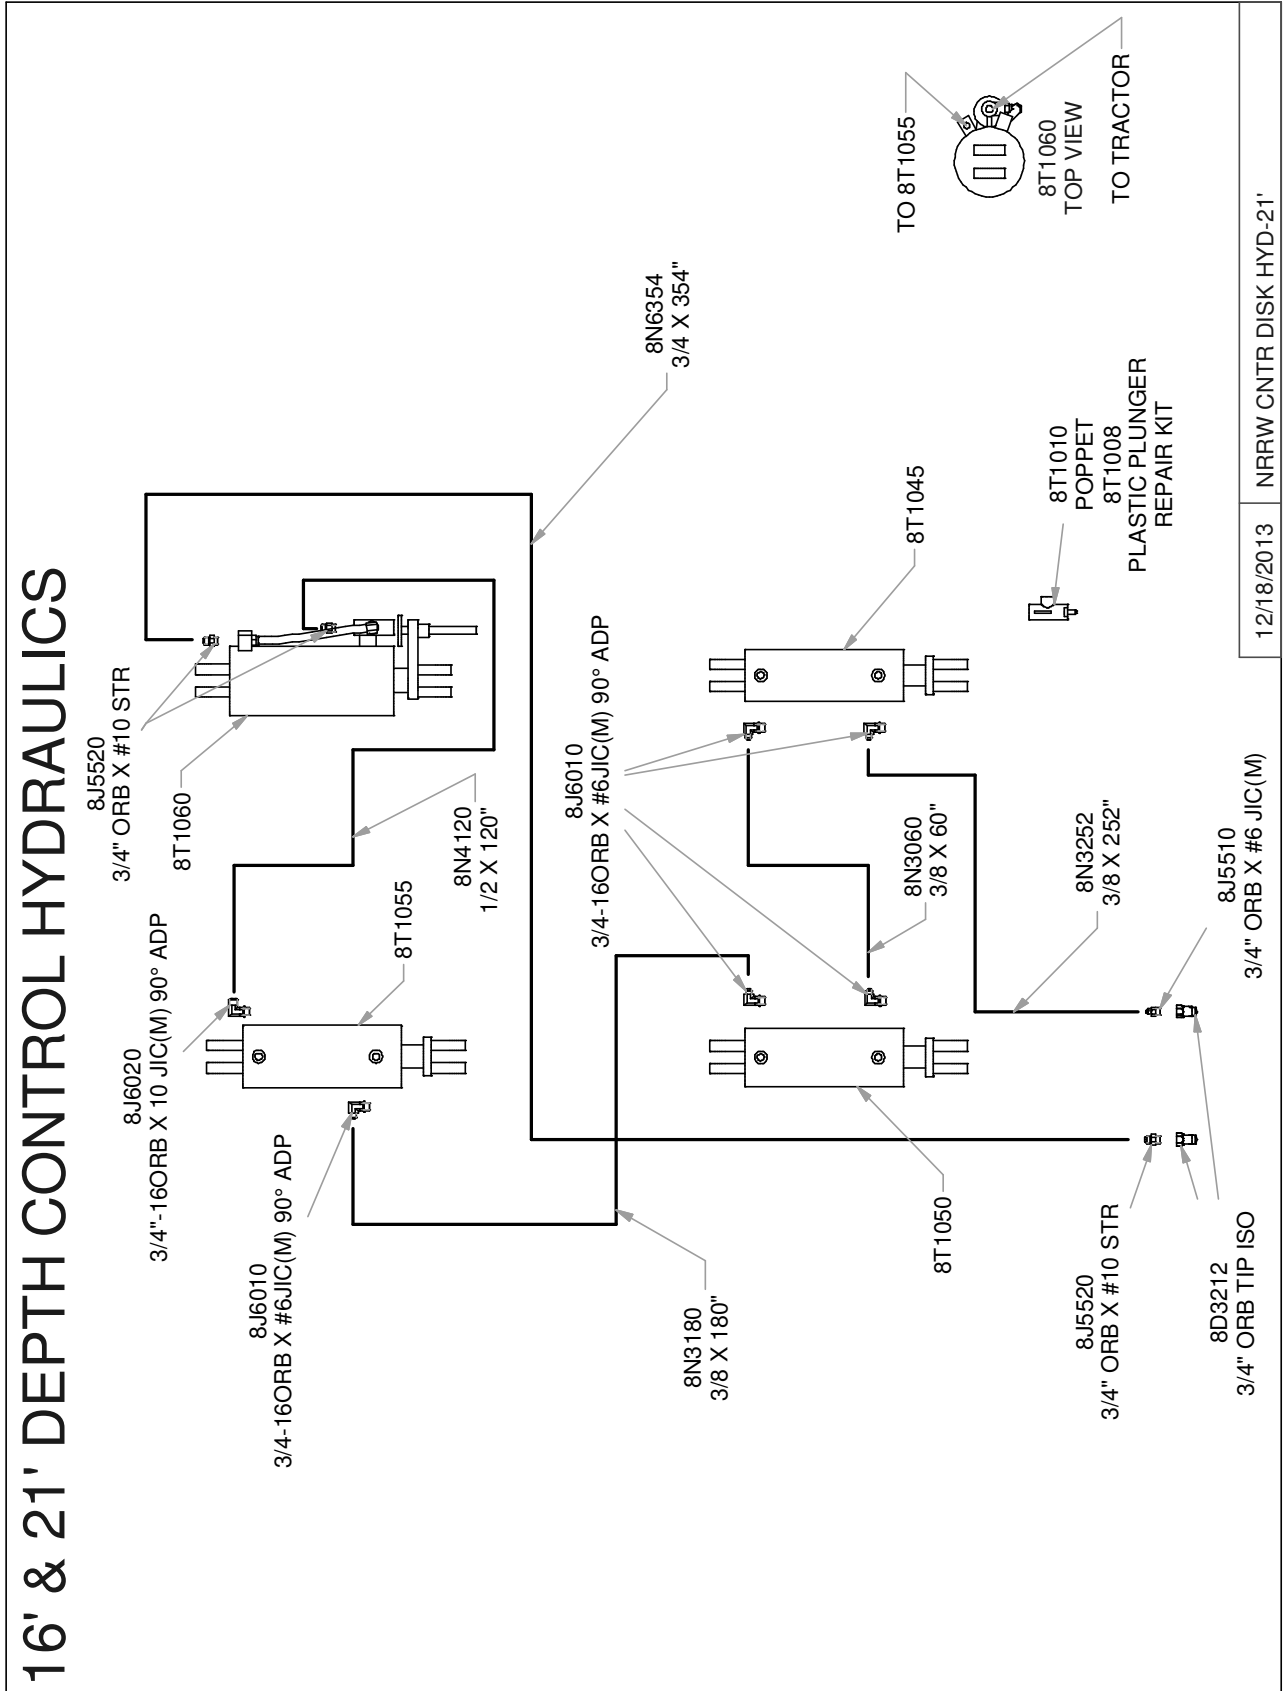 16' & 21' DEPTH CONTROL HYDRAULICS
8J5520
3/4" ORB X #10 STR
8T1060
8J6020
3/4"-16ORB X 10 JIC(M) 90° ADP
8J6010
3/4-16ORB X #6JIC(M) 90° ADP
8T1055
8N4120
1/2 X 120"
8N6354
3/4 X 354"
8J6010
3/4-16ORB X #6JIC(M) 90° ADP
8N3180
3/8 X 180"
8T1050
8N3060
3/8 X 60"
8T1045
8N3252
3/8 X 252"
8J5520
3/4" ORB X #10 STR
8D3212
3/4" ORB TIP ISO
8J5510
3/4" ORB X #6 JIC(M)
8T1010
POPPET
8T1008
PLASTIC PLUNGER
REPAIR KIT
TO 8T1055
8T1060
TOP VIEW
TO TRACTOR
12/18/2013
NRRW CNTR DISK HYD-21'